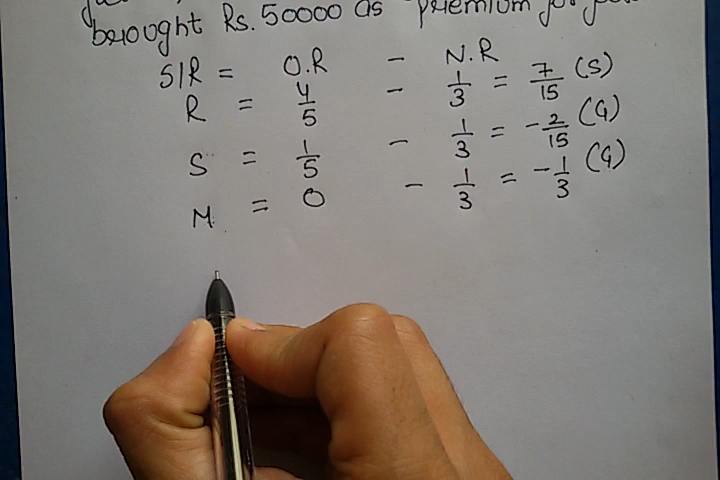 brought Rs. 50000 as premium for
S/R = O.R - N.R
R = 4/5 - 1/3 = 7/15 (S)
S = 1/5 - 1/3 = -2/15 (G)
M = 0 - 1/3 = -1/3 (G)